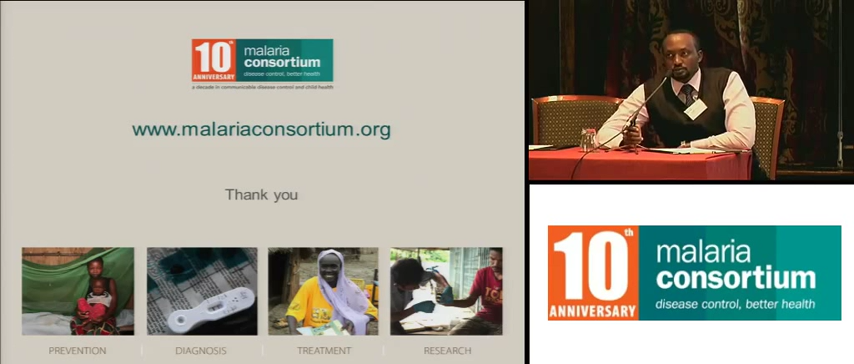 10th
ANNIVERSARY
malaria
consortium
disease control, better health
a decade in communicable disease control and child health
www.malariaconsortium.org
Thank you
PREVENTION
DIAGNOSIS
TREATMENT
RESEARCH
10th
ANNIVERSARY
malaria
consortium
disease control, better health